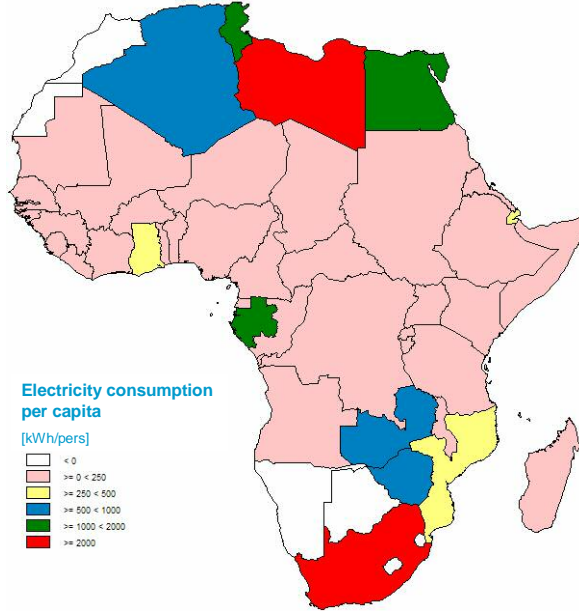 Electricity consumption
per capita
[kWh/pers]
< 0
>= 0 < 250
>= 250 < 500
>= 500 < 1000
>= 1000 < 2000
>= 2000